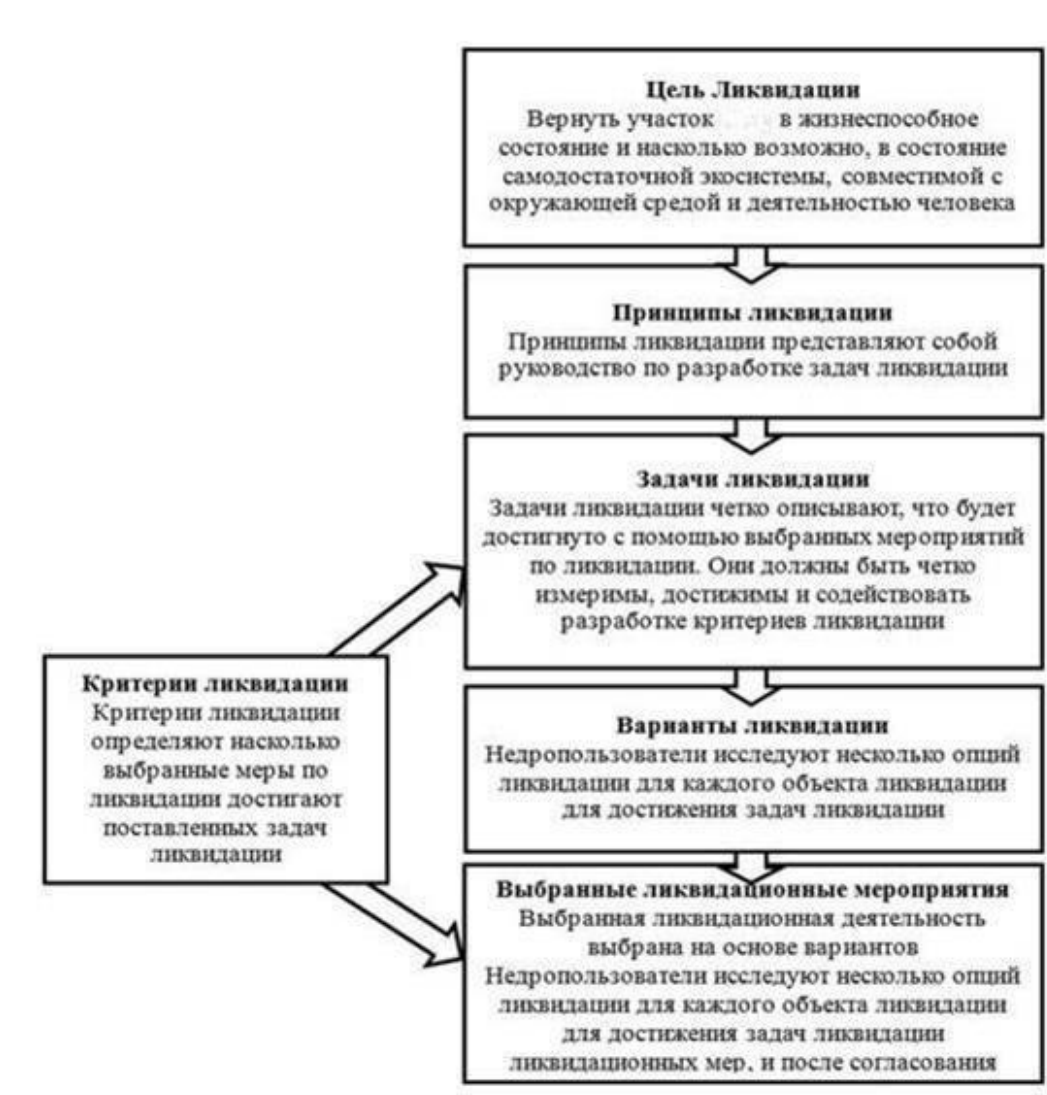 Цель Ликвидации
Вернуть участок в жизнеспособное
состояние и насколько возможно, в состояние
самодостаточной экосистемы, совместимой с
окружающей средой и деятельностью человека
Принципы ликвидации
Принципы ликвидации представляют собой
руководство по разработке задач ликвидации
Задачи ликвидации
Задачи ликвидации четко описывают, что будет
достигнуто с помощью выбранных мероприятий
по ликвидации. Они должны быть четко
измеримы, достижимы и содействовать
разработке критериев ликвидации
Критерии ликвидации
Критерии ликвидации
определяют насколько
выбранные меры по
ликвидации достигают
поставленных задач
ликвидации
Варианты ликвидации
Недропользователи исследуют несколько опций
ликвидации для каждого объекта ликвидации
для достижения задач ликвидации
Выбранные ликвидационные мероприятия
Выбранная ликвидационная деятельность
выбрана на основе вариантов
Недропользователи исследуют несколько опций
ликвидации для каждого объекта ликвидации
для достижения задач ликвидации
ликвидационных мер, и после согласования